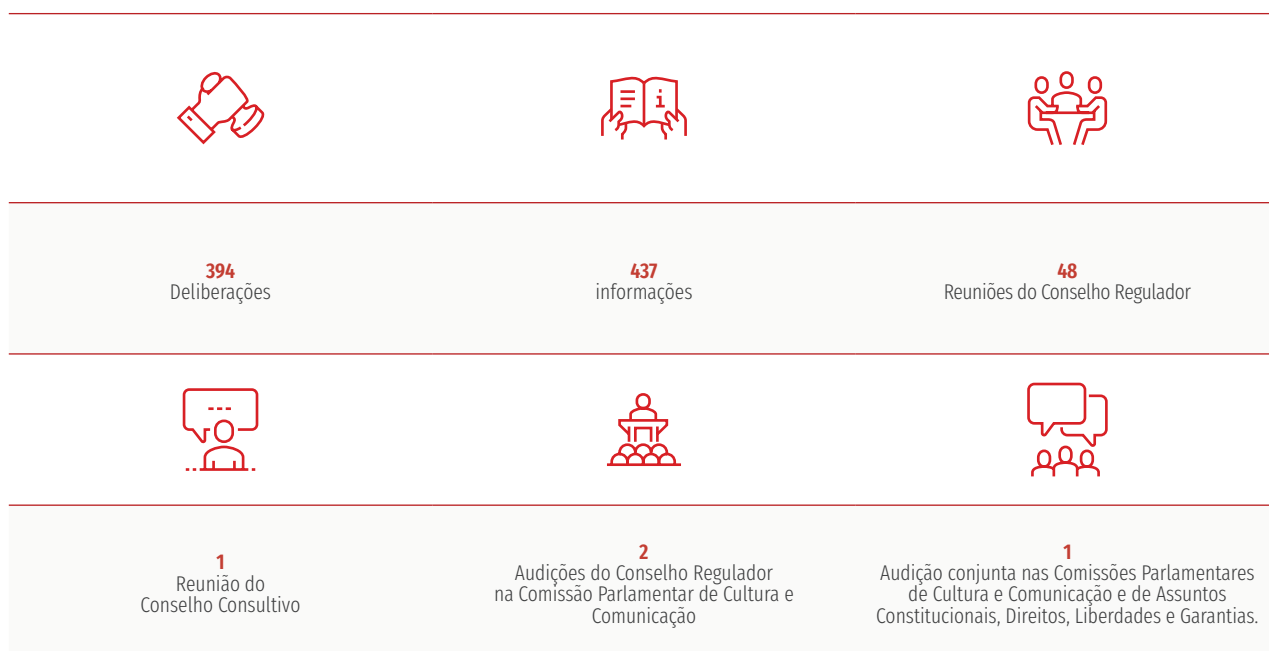 394
Deliberações
437
informações
48
Reuniões do Conselho Regulador
1
Reunião do
Conselho Consultivo
2
Audições do Conselho Regulador
na Comissão Parlamentar de Cultura e
Comunicação
1
Audição conjunta nas Comissões Parlamentares
de Cultura e Comunicação e de Assuntos
Constitucionais, Direitos, Liberdades e Garantias.